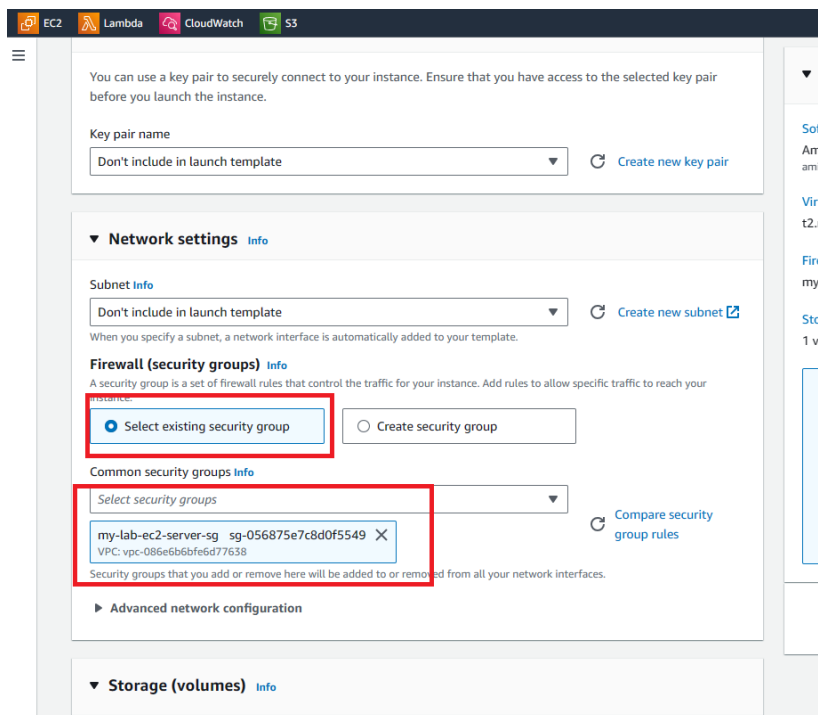 EC2 Lambda CloudWatch S3
You can use a key pair to securely connect to your instance. Ensure that you have access to the selected key pair
before you launch the instance.
Key pair name
Don't include in launch template
Create new key pair
Network settings Info
Subnet Info
Don't include in launch template
Create new subnet
When you specify a subnet, a network interface is automatically added to your template.
Firewall (security groups) Info
A security group is a set of firewall rules that control the traffic for your instance. Add rules to allow specific traffic to reach your
instance.
Select existing security group
Create security group
Common security groups Info
Select security groups
Compare security
group rules
my-lab-ec2-server-sg sg-056875e7c8d0f5549
VPC: vpc-086e6b6bfe6d77638
Security groups that you add or remove here will be added to or removed from all your network interfaces.
Advanced network configuration
Storage (volumes) Info
t2.
my
1 v